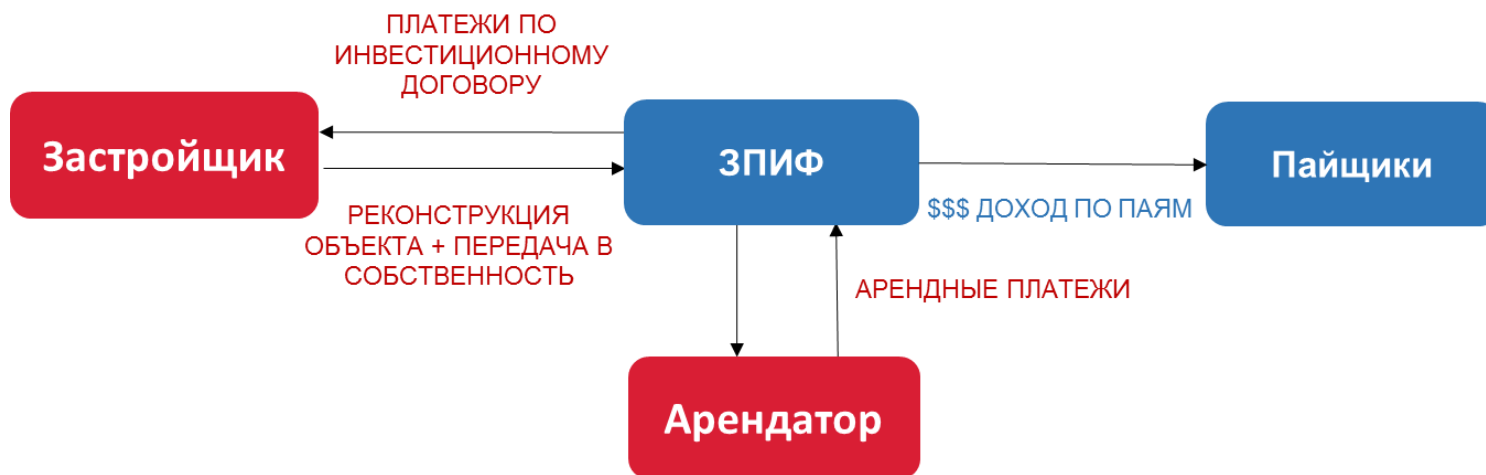 ПЛАТЕЖИ ПО
ИНВЕСТИЦИОННОМУ
ДОГОВОРУ
Застройщик
ЗПИФ
Пайщики
РЕКОНСТРУКЦИЯ
ОБЪЕКТА + ПЕРЕДАЧА В
СОБСТВЕННОСТЬ
$$$ ДОХОД ПО ПАЯМ
АРЕНДНЫЕ ПЛАТЕЖИ
Арендатор